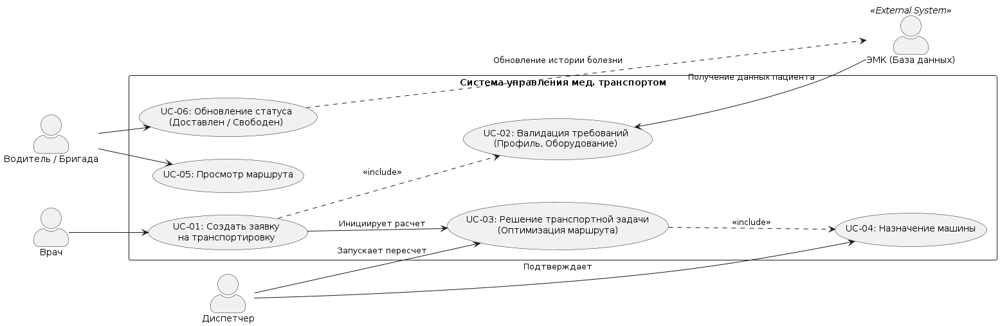 «External System»
ЭМК (База данных)
Обновление истории болезни
Получение данных пациента
Система управления мед. транспортом
UC-06: Обновление статуса
(Доставлен / Свободен)
UC-02: Валидация требований
(Профиль, Оборудование)
Водитель / Бригада
UC-05: Просмотр маршрута
«include»
UC-03: Решение транспортной задачи
(Оптимизация маршрута)
«include»
UC-01: Создать заявку
на транспортировку
Инициирует расчет
UC-04: Назначение машины
Врач
Запускает пересчет
Подтверждает
Диспетчер